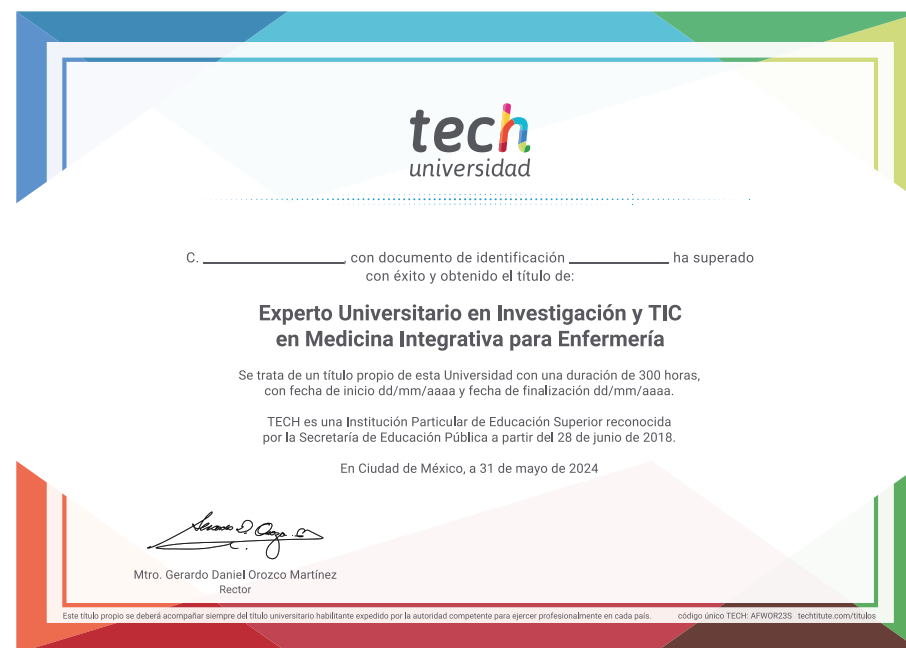 tech
universidad
C. ____________, con documento de identificación ____________ ha superado
con éxito y obtenido el título de:
Experto Universitario en Investigación y TIC
en Medicina Integrativa para Enfermería
Se trata de un título propio de esta Universidad con una duración de 300 horas,
con fecha de inicio dd/mm/aaaa y fecha de finalización dd/mm/aaaa.
TECH es una Institución Particular de Educación Superior reconocida
por la Secretaría de Educación Pública a partir del 28 de junio de 2018.
En Ciudad de México, a 31 de mayo de 2024
Mtro. Gerardo Daniel Orozco Martínez
Rector
Este título propio se deberá acompañar siempre del título universitario habilitante expedido por la autoridad competente para ejercer profesionalmente en cada país. código único TECH: AFWOR23S techtitute.com/titulos